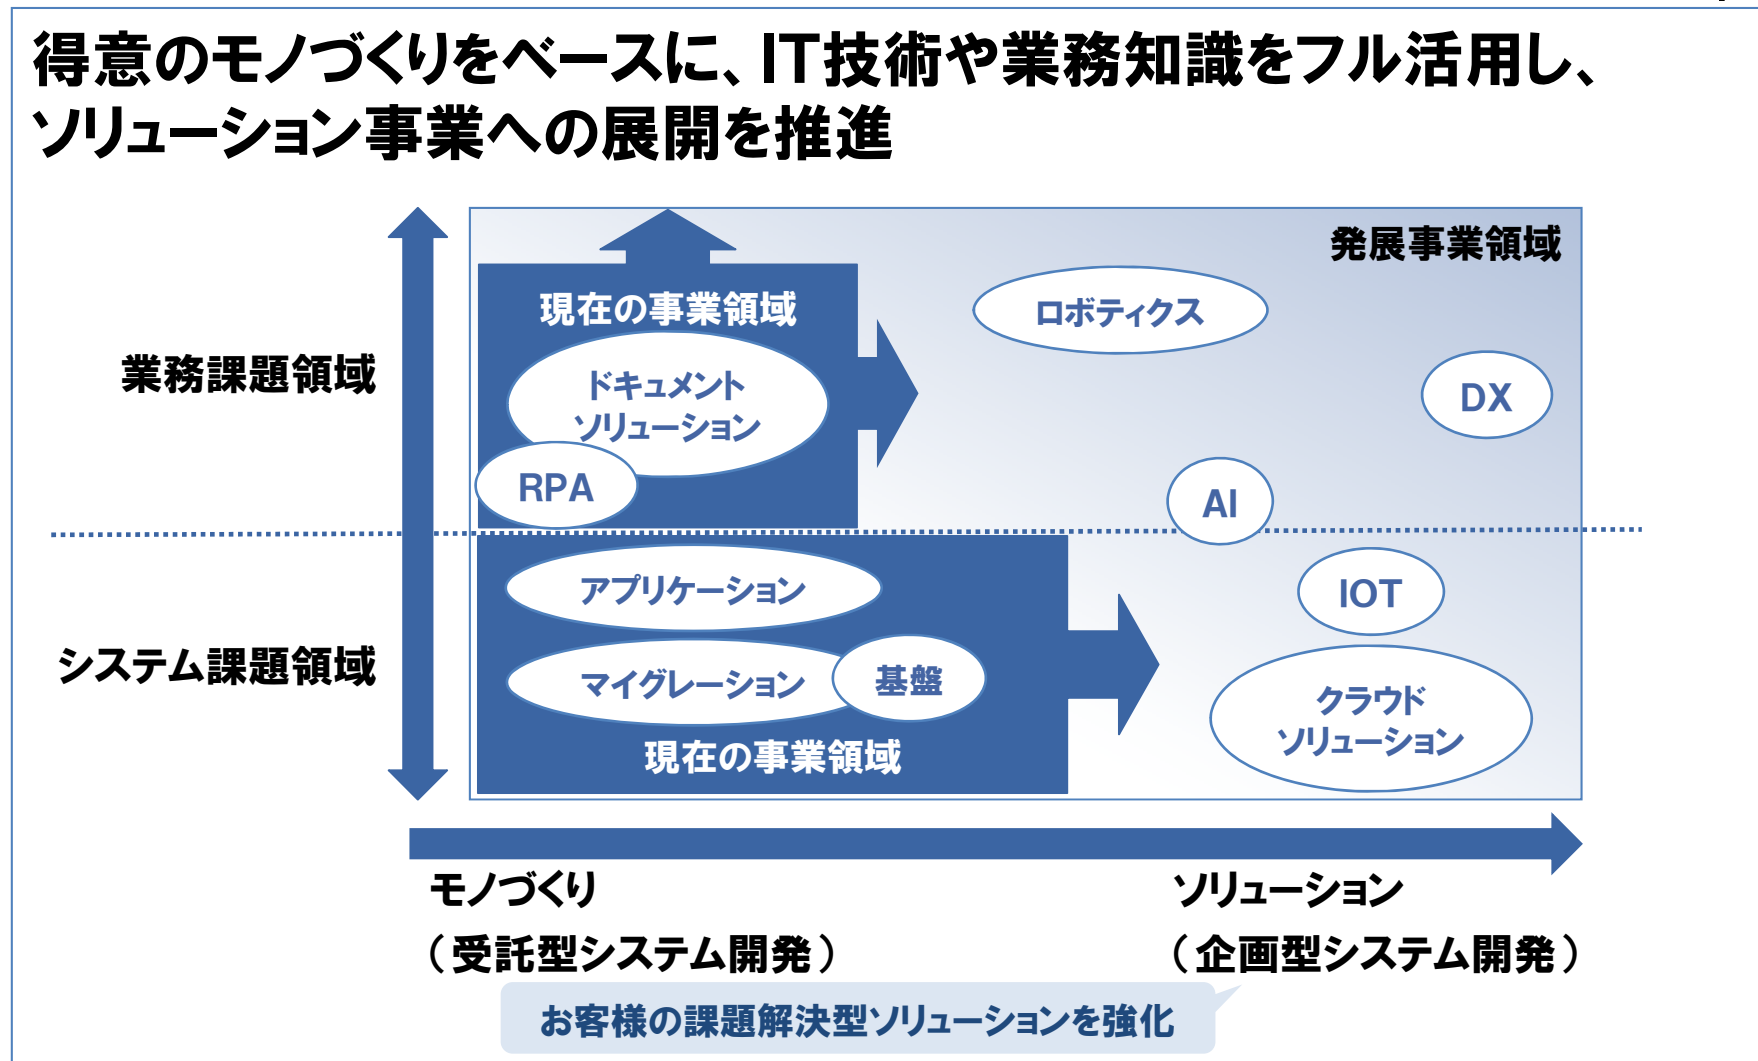 得意のモノづくりをベースに、IT技術や業務知識をフル活用し、
ソリューション事業への展開を推進
発展事業領域
現在の事業領域
ロボティクス
業務課題領域
ドキュメント
ソリューション
DX
RPA
AI
アプリケーション
IOT
システム課題領域
マイグレーション
基盤
クラウド
ソリューション
現在の事業領域
モノづくり
（受託型システム開発）
ソリューション
（企画型システム開発）
お客様の課題解決型ソリューションを強化